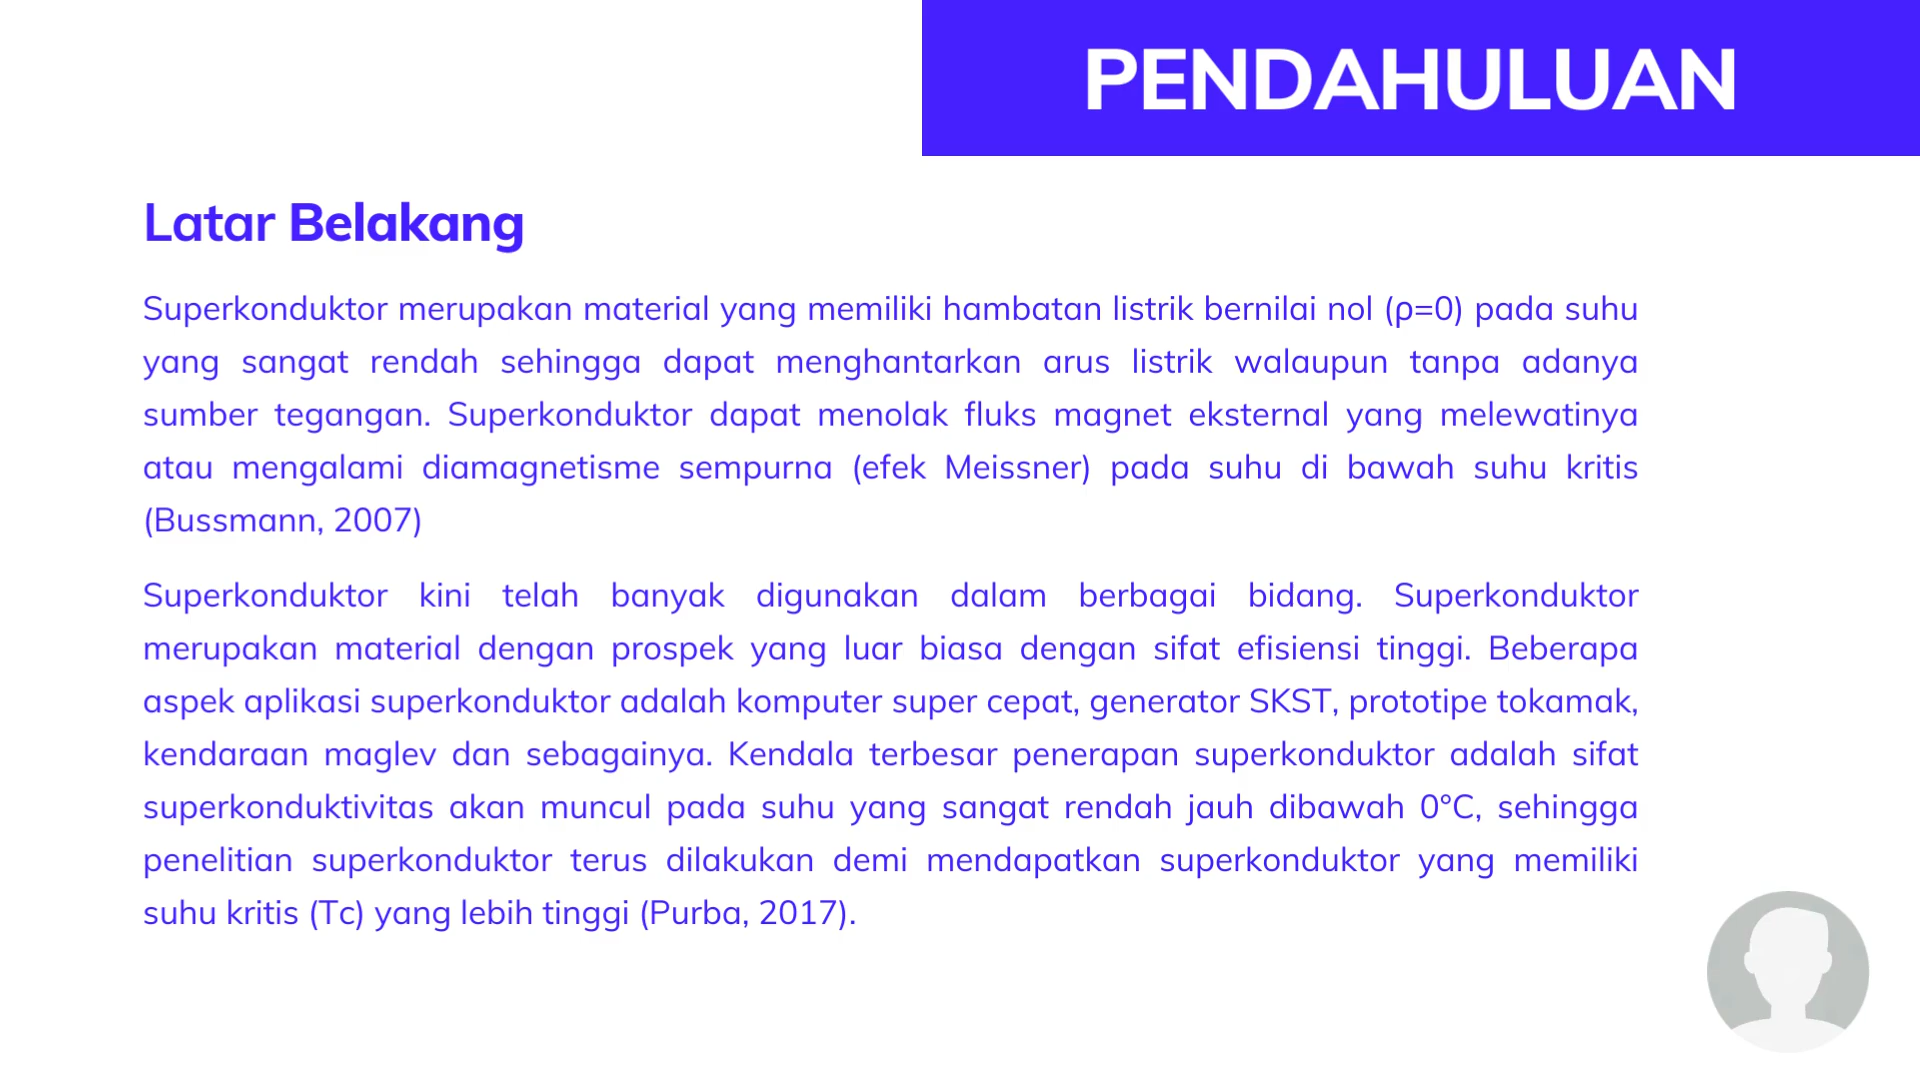 PENDAHULUAN
Latar Belakang
Superkonduktor merupakan material yang memiliki hambatan listrik bernilai nol (ρ=0) pada suhu
yang sangat rendah sehingga dapat menghantarkan arus listrik walaupun tanpa adanya
sumber tegangan. Superkonduktor dapat menolak fluks magnet eksternal yang melewatinya
atau mengalami diamagnetisme sempurna (efek Meissner) pada suhu di bawah suhu kritis
(Bussmann, 2007)
Superkonduktor kini telah banyak digunakan dalam berbagai bidang. Superkonduktor
merupakan material dengan prospek yang luar biasa dengan sifat efisiensi tinggi. Beberapa
aspek aplikasi superkonduktor adalah komputer super cepat, generator SKST, prototipe tokamak,
kendaraan maglev dan sebagainya. Kendala terbesar penerapan superkonduktor adalah sifat
superkonduktivitas akan muncul pada suhu yang sangat rendah jauh dibawah 0°C, sehingga
penelitian superkonduktor terus dilakukan demi mendapatkan superkonduktor yang memiliki
suhu kritis (Tc) yang lebih tinggi (Purba, 2017).